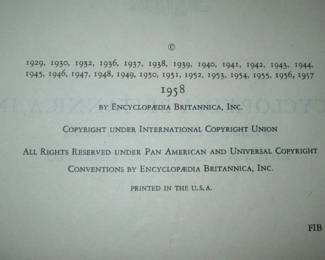 ©
1929, 1930, 1932, 1936, 1937, 1938, 1939, 1940, 1941, 1942, 1943, 1944,
1945, 1946, 1947, 1948, 1949, 1950, 1951, 1952, 1953, 1954, 1955, 1956, 1957
1958
BY ENCYCLOPÆDIA BRITANNICA, INC.
COPYRIGHT UNDER INTERNATIONAL COPYRIGHT UNION
ALL RIGHTS RESERVED UNDER PAN AMERICAN AND UNIVERSAL COPYRIGHT
CONVENTIONS BY ENCYCLOPÆDIA BRITANNICA, INC.
PRINTED IN THE U.S.A.
FIB